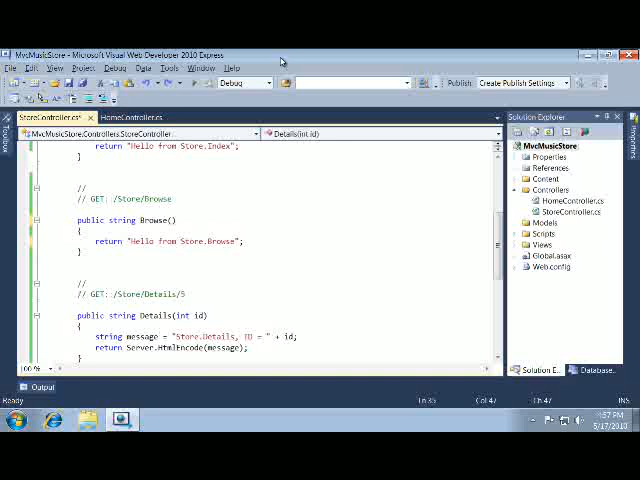 MvcMusicStore - Microsoft Visual Web Developer 2010 Express
File Edit View Project Debug Data Tools Window Help
Debug Publish: Create Publish Settings
StoreController.cs* HomeController.cs
MvcMusicStore.Controllers.StoreController Details(int id)
return "Hello from Store.Index";
}
//
// GET: /Store/Browse
public string Browse()
{
return "Hello from Store.Browse";
}
//
// GET: /Store/Details/5
public string Details(int id)
{
string message = "Store.Details, ID = " + id;
return Server.HtmlEncode(message);
}
100 %
Solution Explorer
MvcMusicStore
Properties
References
Content
Controllers
HomeController.cs
StoreController.cs
Models
Scripts
Views
Global.asax
Web.config
Solution E...
Database...
Toolbox
Properties
Output
Ready Ln 35 Col 47 Ch 47 INS
5/17/2010